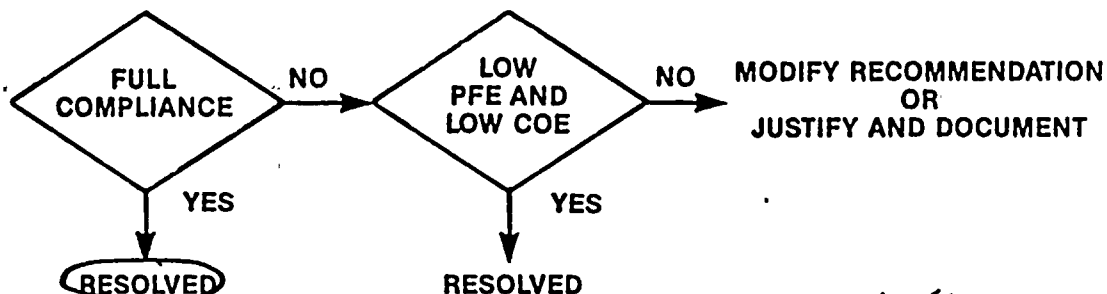 FULL
COMPLIANCE
NO
LOW
PFE AND
LOW COE
NO
MODIFY RECOMMENDATION
OR
JUSTIFY AND DOCUMENT
YES
YES
RESOLVED
RESOLVED